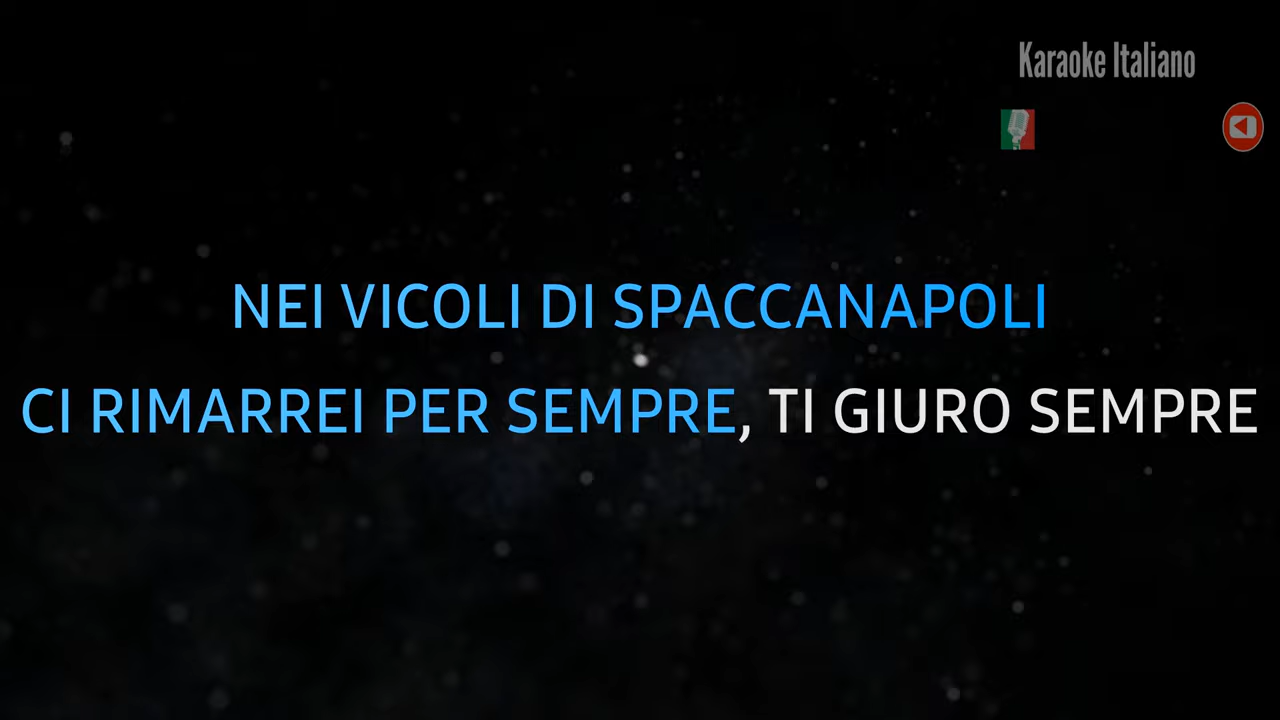 Karaoke Italiano
NEI VICOLI DI SPACCANAPOLI
CI RIMARREI PER SEMPRE, TI GIURO SEMPRE